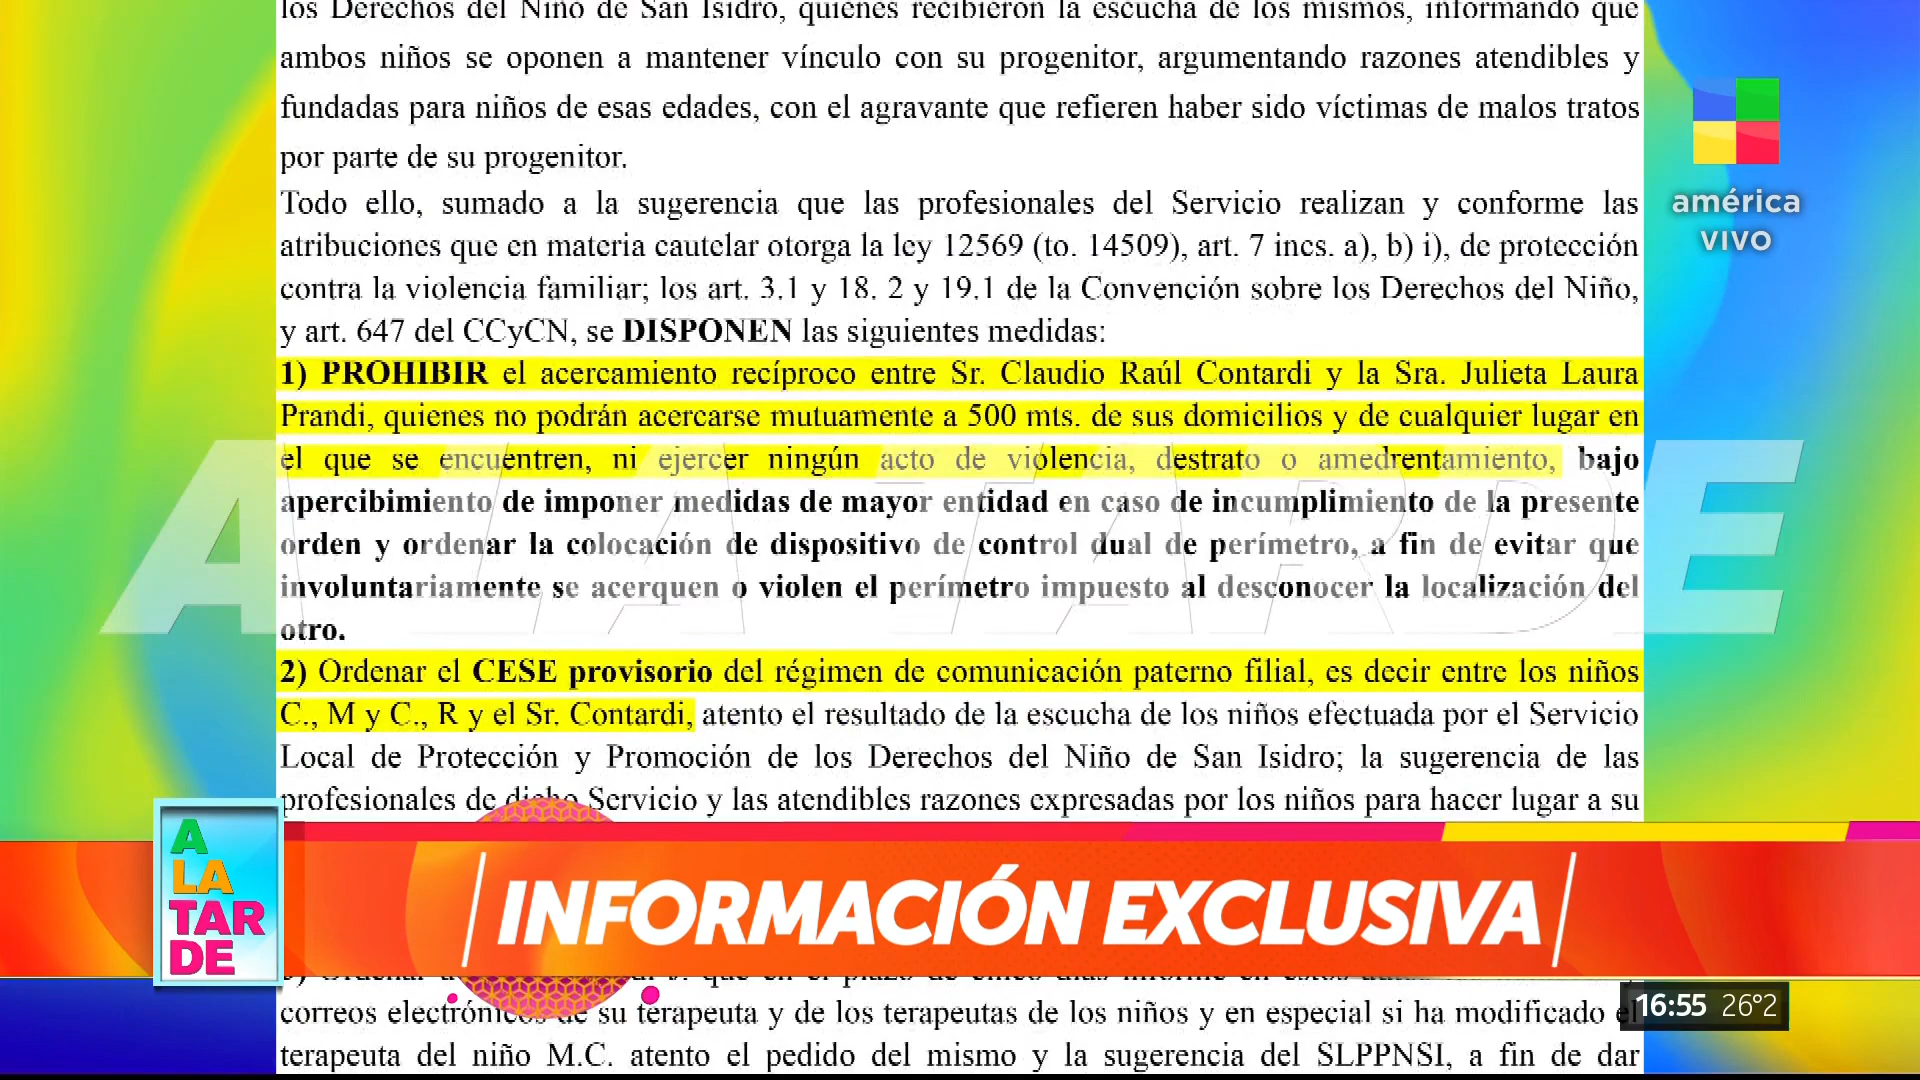 los Derechos del Niño de San Isidro, quienes recibieron la escucha de los mismos, informando que
ambos niños se oponen a mantener vínculo con su progenitor, argumentando razones atendibles y
fundadas para niños de esas edades, con el agravante que refieren haber sido víctimas de malos tratos
por parte de su progenitor.
Todo ello, sumado a la sugerencia que las profesionales del Servicio realizan y conforme las
atribuciones que en materia cautelar otorga la ley 12569 (to. 14509), art. 7 incs. a), b) i), de protección
contra la violencia familiar; los art. 3.1 y 18. 2 y 19.1 de la Convención sobre los Derechos del Niño,
y art. 647 del CCyCN, se DISPONEN las siguientes medidas:
1) PROHIBIR el acercamiento recíproco entre Sr. Claudio Raúl Contardi y la Sra. Julieta Laura
Prandi, quienes no podrán acercarse mutuamente a 500 mts. de sus domicilios y de cualquier lugar en
el que se encuentren, ni ejercer ningún acto de violencia, destrato o amedrentamiento, bajo
apercibimiento de imponer medidas de mayor entidad en caso de incumplimiento de la presente
orden y ordenar la colocación de dispositivo de control dual de perímetro, a fin de evitar que
involuntariamente se acerquen o violen el perímetro impuesto al desconocer la localización del
otro.
2) Ordenar el CESE provisorio del régimen de comunicación paterno filial, es decir entre los niños
C., M y C., R y el Sr. Contardi, atento el resultado de la escucha de los niños efectuada por el Servicio
Local de Protección y Promoción de los Derechos del Niño de San Isidro; la sugerencia de las
profesionales de dicho Servicio y las atendibles razones expresadas por los niños para hacer lugar a su
correos electrónicos de su terapeuta y de los terapeutas de los niños y en especial si ha modificado el
terapeuta del niño M.C. atento el pedido del mismo y la sugerencia del SLPPNSI, a fin de dar
A LA TARDE
américa
VIVO
A
LA
TAR
DE
INFORMACIÓN EXCLUSIVA
16:55 26°2